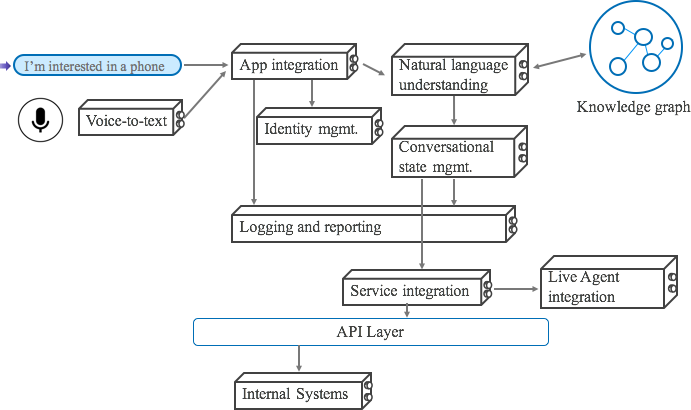 I'm interested in a phone
App integration
Natural language
understanding
Knowledge graph
Voice-to-text
Identity mgmt.
Conversational
state mgmt.
Logging and reporting
Service integration
Live Agent
integration
API Layer
Internal Systems